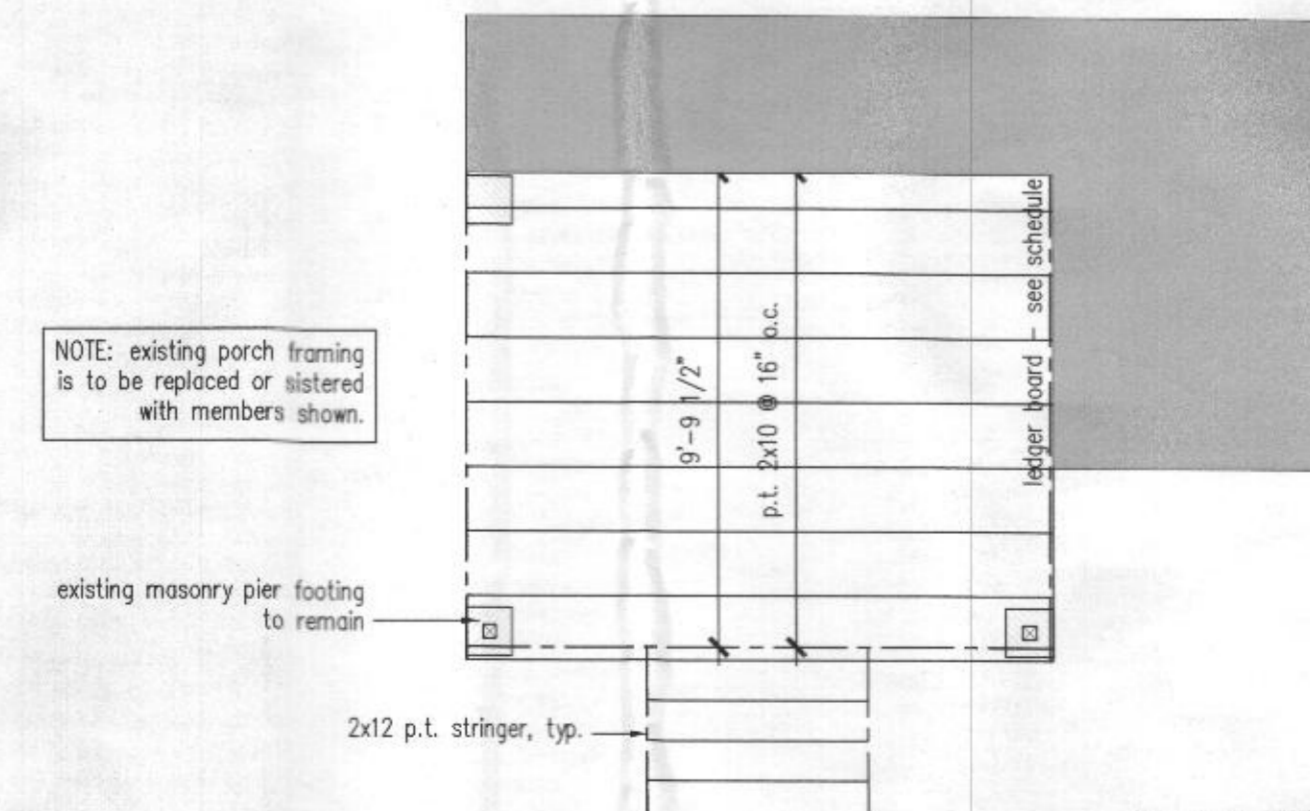 NOTE: existing porch framing
is to be replaced or sistered
with members shown.
existing masonry pier footing
to remain
2x12 p.t. stringer, typ.
9'-9 1/2"
p.t. 2x10 @ 16" o.c.
ledger board - see schedule